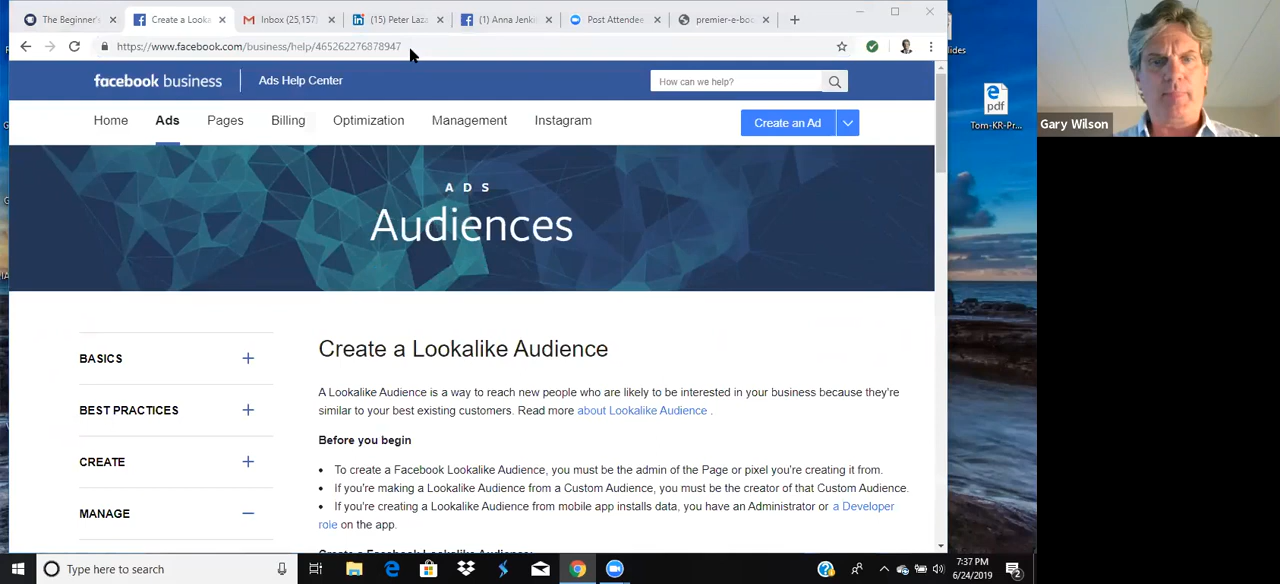 The Beginner's
Create a Looka
Inbox (25,157)
(15) Peter Laza
(1) Anna Jenki
Post Attendee
premier-e-boo
https://www.facebook.com/business/help/465262276878947
facebook business
Ads Help Center
How can we help?
Home
Ads
Pages
Billing
Optimization
Management
Instagram
Create an Ad
ADS
Audiences
BASICS
BEST PRACTICES
CREATE
MANAGE
Create a Lookalike Audience
A Lookalike Audience is a way to reach new people who are likely to be interested in your business because they're
similar to your best existing customers. Read more about Lookalike Audience .
Before you begin
• To create a Facebook Lookalike Audience, you must be the admin of the Page or pixel you're creating it from.
• If you're making a Lookalike Audience from a Custom Audience, you must be the creator of that Custom Audience.
• If you're creating a Lookalike Audience from mobile app installs data, you have an Administrator or a Developer
role on the app.
Create a Facebook Lookalike Audience:
lides
pdf
Tom-KR-Pr...
Gary Wilson
Type here to search
7:37 PM
6/24/2019
2